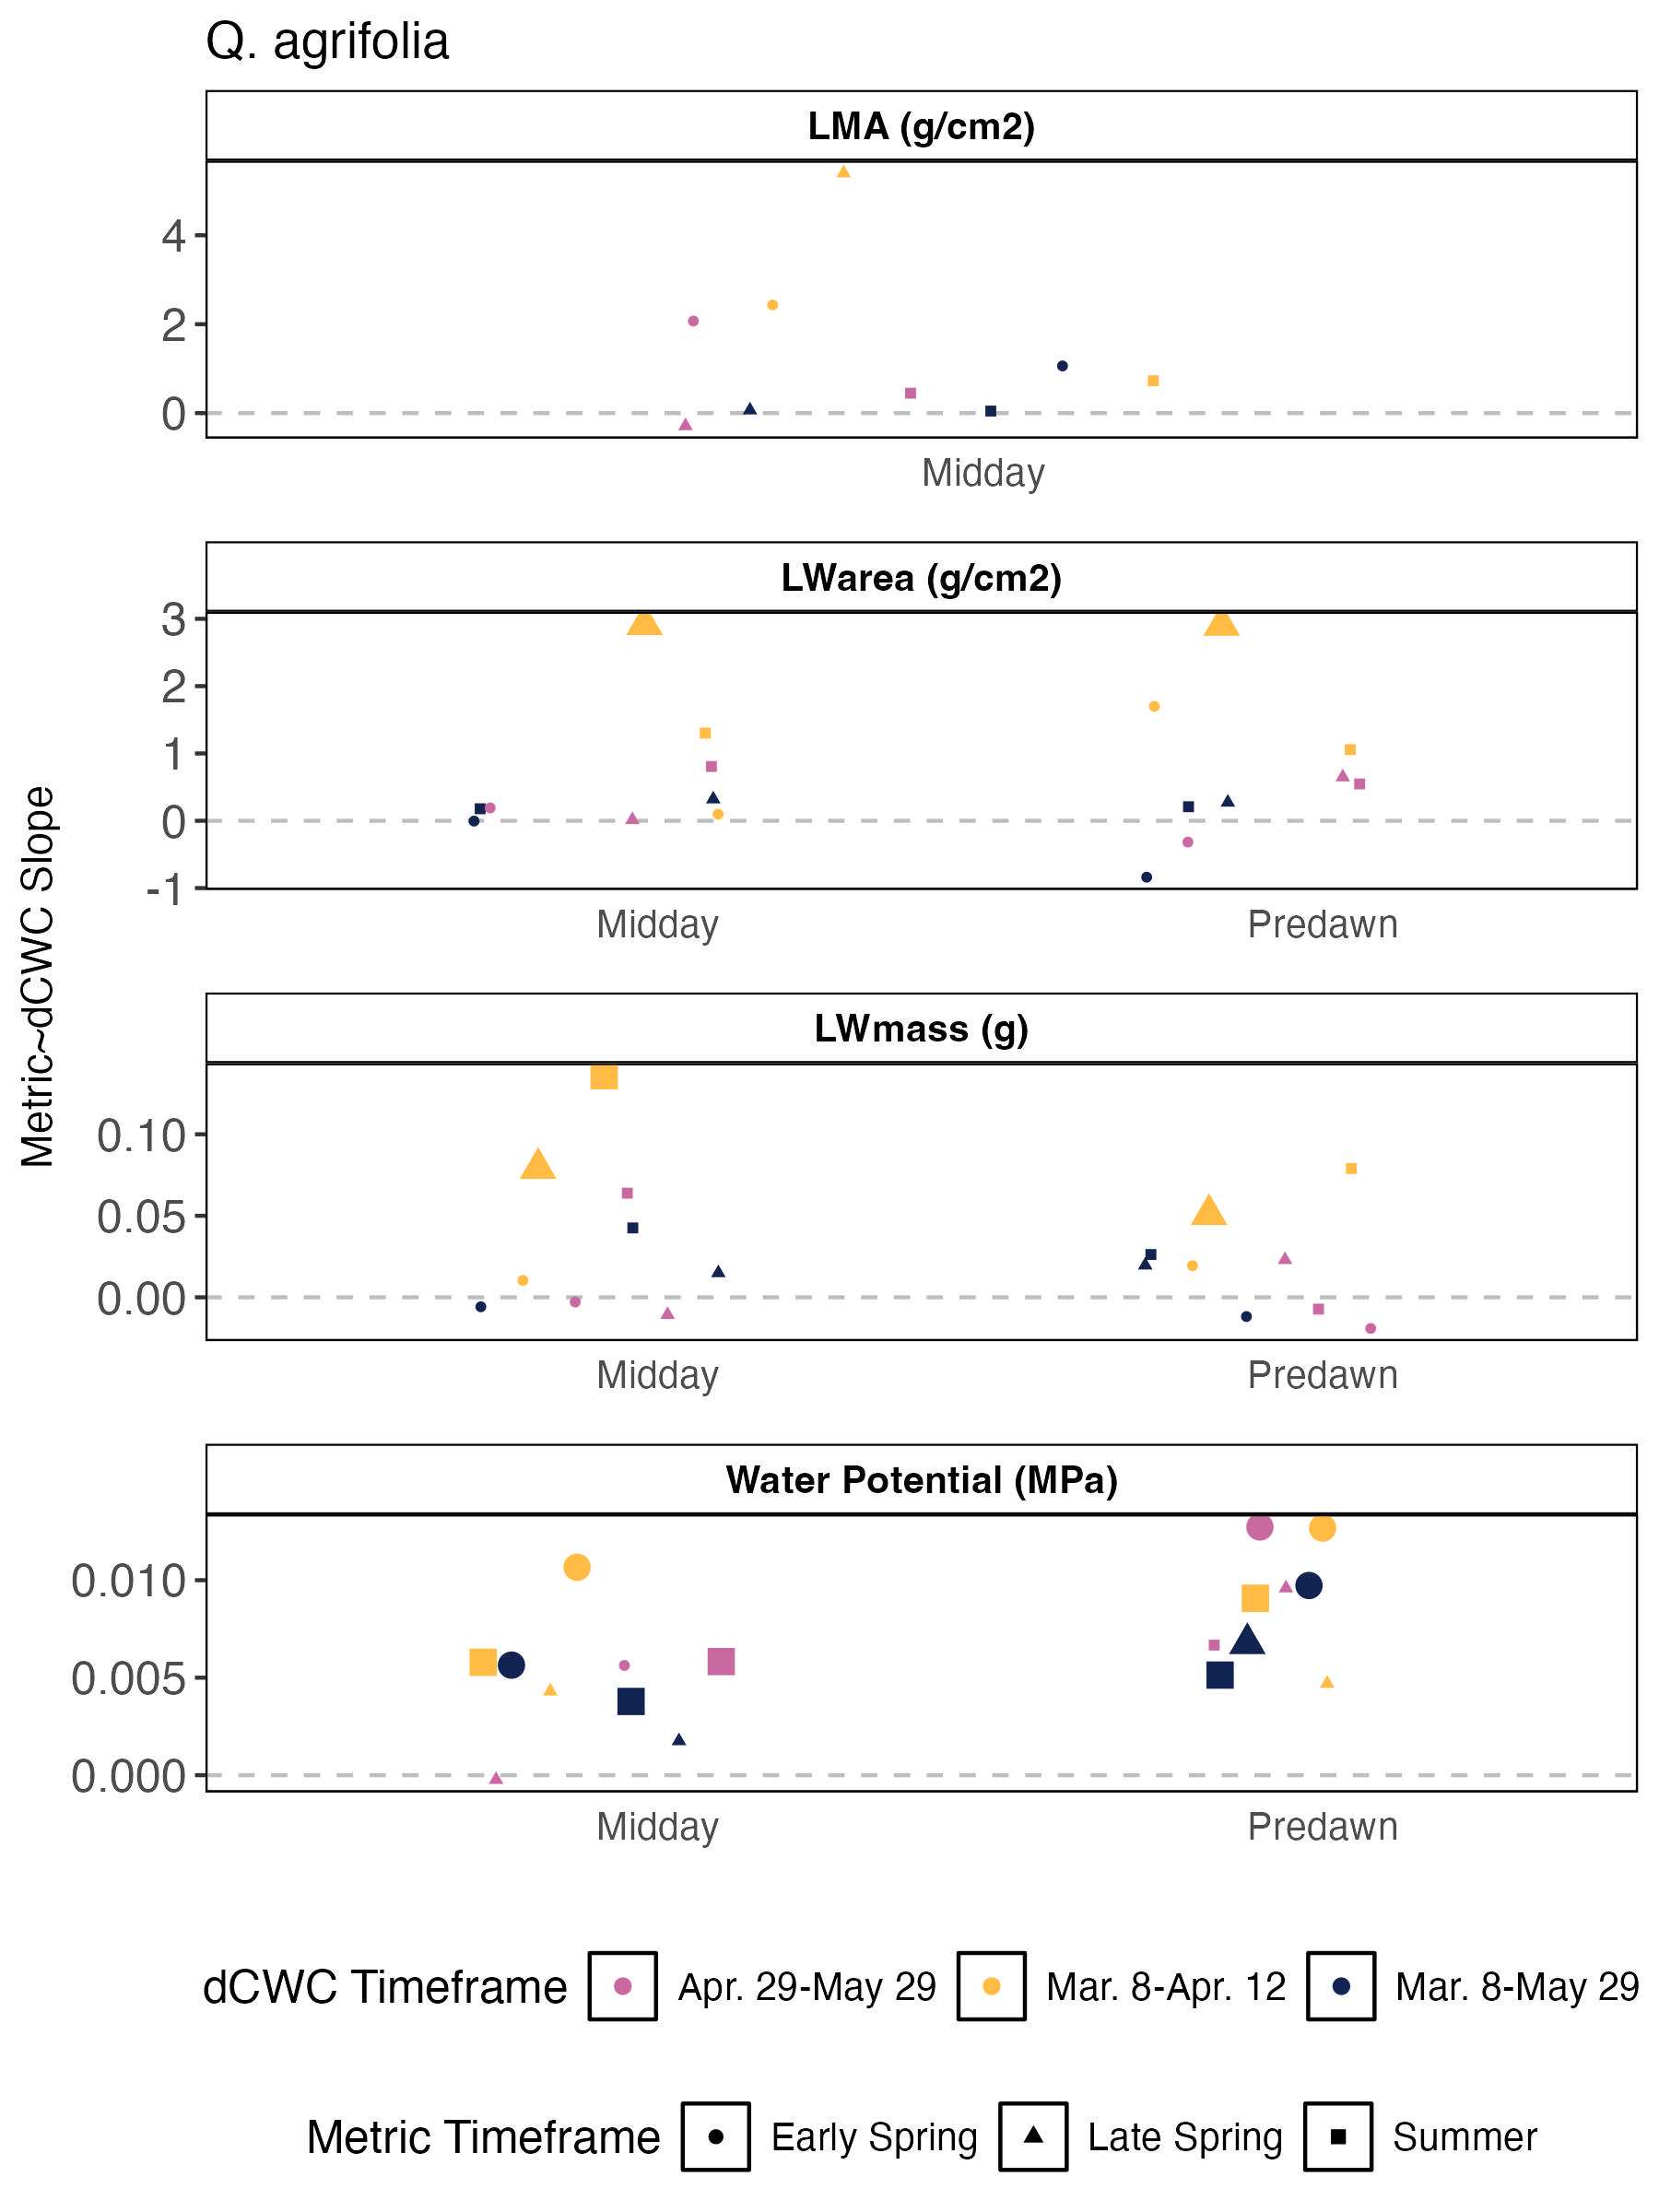 Q. agrifolia
LMA (g/cm2)
4
2
0
Midday
LWarea (g/cm2)
3
2
1
0
-1
Midday Predawn
Metric~dCWC Slope
LWmass (g)
0.10
0.05
0.00
Midday Predawn
Water Potential (MPa)
0.010
0.005
0.000
Midday Predawn
dCWC Timeframe Apr. 29-May 29 Mar. 8-Apr. 12 Mar. 8-May 29
Metric Timeframe Early Spring Late Spring Summer